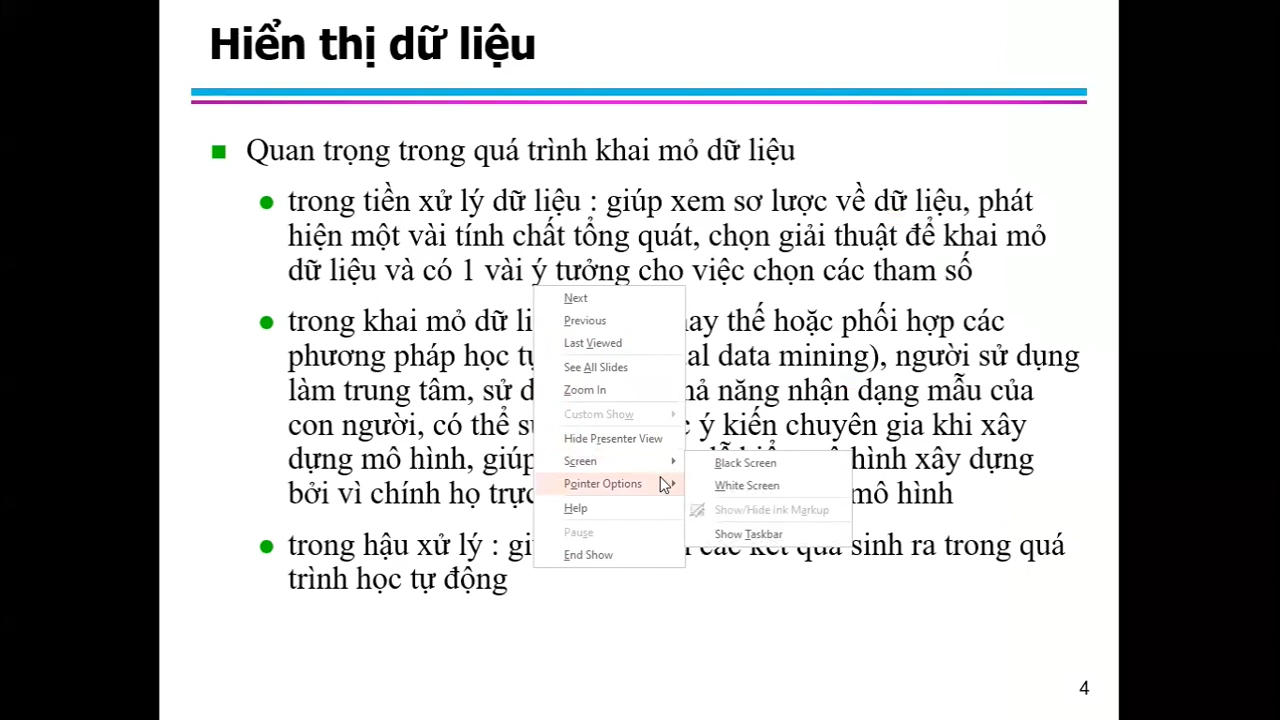 Hiển thị dữ liệu
Quan trọng trong quá trình khai mỏ dữ liệu
trong tiền xử lý dữ liệu : giúp xem sơ lược về dữ liệu, phát
hiện một vài tính chất tổng quát, chọn giải thuật để khai mỏ
dữ liệu và có 1 vài ý tưởng cho việc chọn các tham số
trong khai mỏ dữ thế hoặc phối hợp các
phương pháp học data mining), người sử dụng
làm trung tâm, sử năng nhận dạng mẫu của
con người, có thể ý kiến chuyên gia khi xây
dựng mô hình, giúp hình xây dựng
bởi vì chính họ mô hình
trong hậu xử lý : các kết quả sinh ra trong quá
trình học tự động
Next
Previous
Last Viewed
See All Slides
Zoom In
Custom Show
Hide Presenter View
Screen
Pointer Options
Help
Pause
End Show
Black Screen
White Screen
Show/Hide Ink Markup
Show Taskbar
4